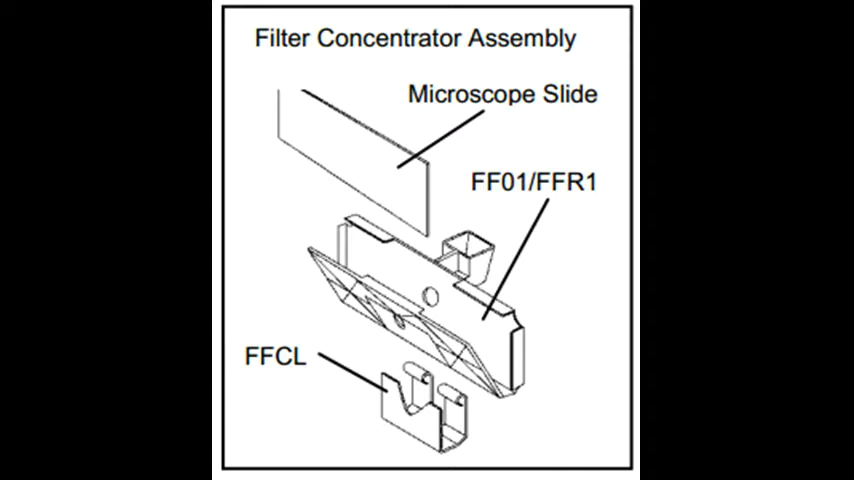 Filter Concentrator Assembly
Microscope Slide
FF01/FFR1
FFCL